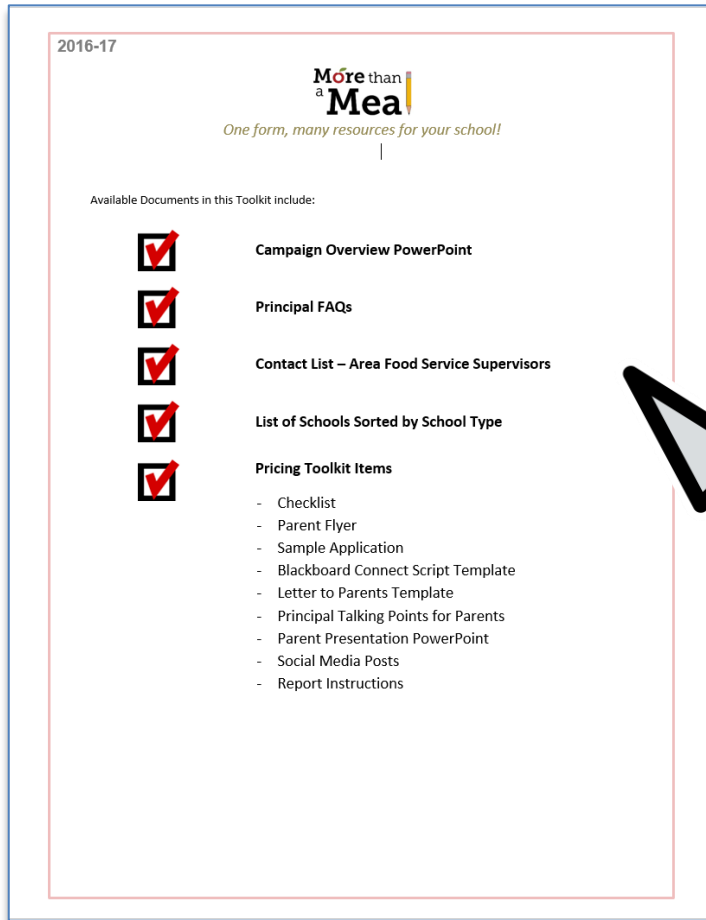 2016-17
More than
a Meal
One form, many resources for your school!
Available Documents in this Toolkit include:
Campaign Overview PowerPoint
Principal FAQs
Contact List – Area Food Service Supervisors
List of Schools Sorted by School Type
Pricing Toolkit Items
- Checklist
- Parent Flyer
- Sample Application
- Blackboard Connect Script Template
- Letter to Parents Template
- Principal Talking Points for Parents
- Parent Presentation PowerPoint
- Social Media Posts
- Report Instructions